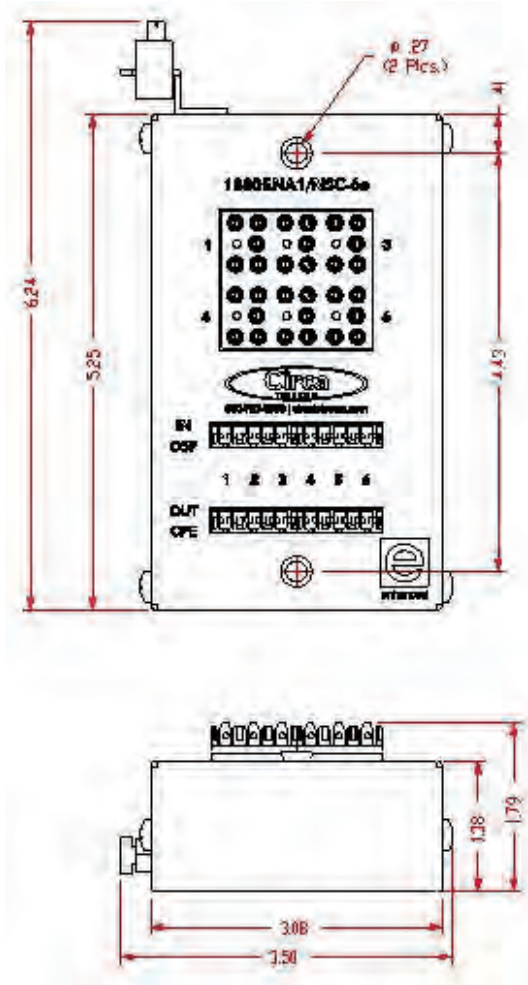 ø .27
(2 Plcs.)
.41
1880ENA1/NSC-6e
1 3
6.24
5.25
4.43
4 6
Circa
TELECOM
IN
OSP
1 2 3 4 5 6
OUT
CPE
e
1.38
1.79
3.08
3.50